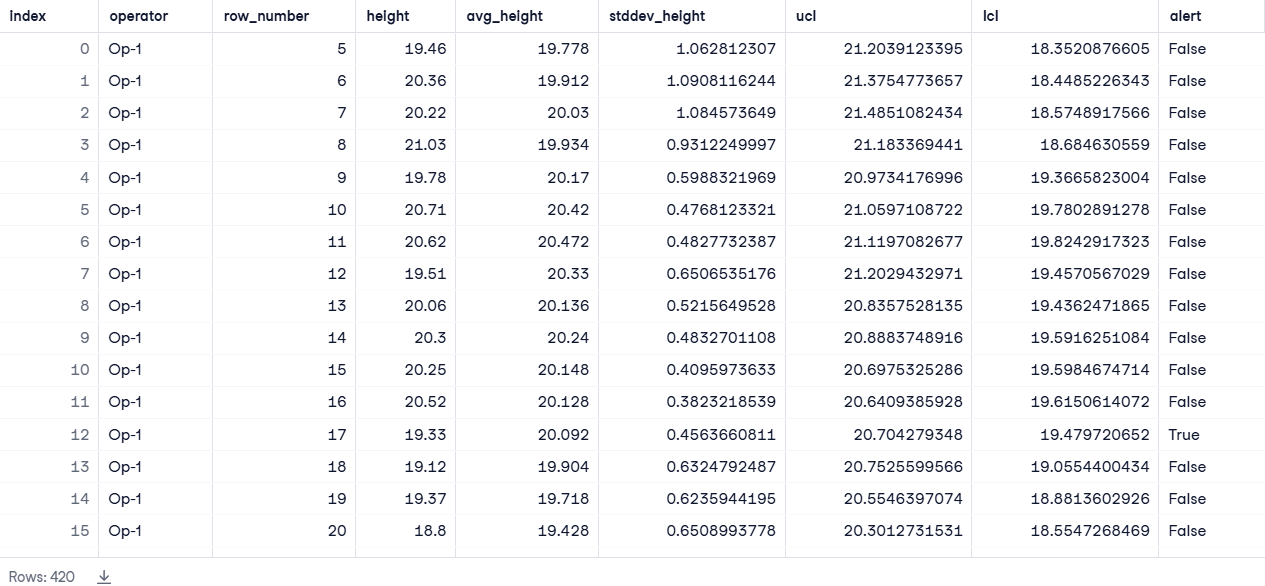 index operator row_number height avg_height stddev_height ucl lcl alert
0 Op-1 5 19.46 19.778 1.062812307 21.2039123395 18.3520876605 False
1 Op-1 6 20.36 19.912 1.0908116244 21.3754773657 18.4485226343 False
2 Op-1 7 20.22 20.03 1.084573649 21.4851082434 18.5748917566 False
3 Op-1 8 21.03 19.934 0.9312249997 21.183369441 18.684630559 False
4 Op-1 9 19.78 20.17 0.5988321969 20.9734176996 19.3665823004 False
5 Op-1 10 20.71 20.42 0.4768123321 21.0597108722 19.7802891278 False
6 Op-1 11 20.62 20.472 0.4827732387 21.1197082677 19.8242917323 False
7 Op-1 12 19.51 20.33 0.6506535176 21.2029432971 19.4570567029 False
8 Op-1 13 20.06 20.136 0.5215649528 20.8357528135 19.4362471865 False
9 Op-1 14 20.3 20.24 0.4832701108 20.8883748916 19.5916251084 False
10 Op-1 15 20.25 20.148 0.4095973633 20.6975325286 19.5984674714 False
11 Op-1 16 20.52 20.128 0.3823218539 20.6409385928 19.6150614072 False
12 Op-1 17 19.33 20.092 0.4563660811 20.704279348 19.479720652 True
13 Op-1 18 19.12 19.904 0.6324792487 20.7525599566 19.0554400434 False
14 Op-1 19 19.37 19.718 0.6235944195 20.5546397074 18.8813602926 False
15 Op-1 20 18.8 19.428 0.6508993778 20.3012731531 18.5547268469 False
Rows: 420